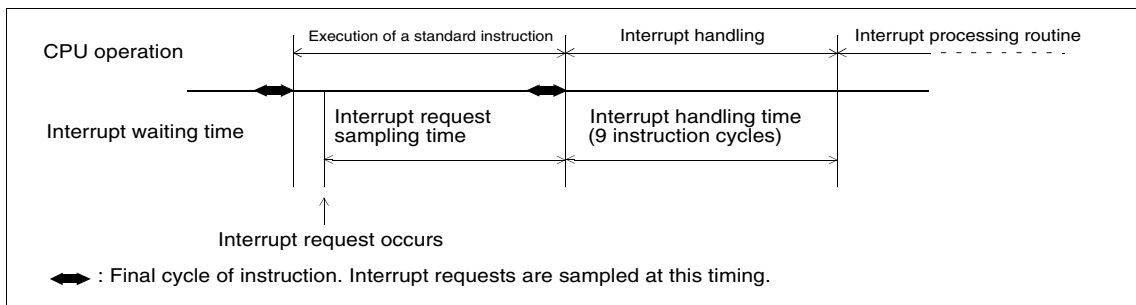 CPU operation
Execution of a standard instruction
Interrupt handling
Interrupt processing routine
Interrupt waiting time
Interrupt request
sampling time
Interrupt handling time
(9 instruction cycles)
Interrupt request occurs
: Final cycle of instruction. Interrupt requests are sampled at this timing.